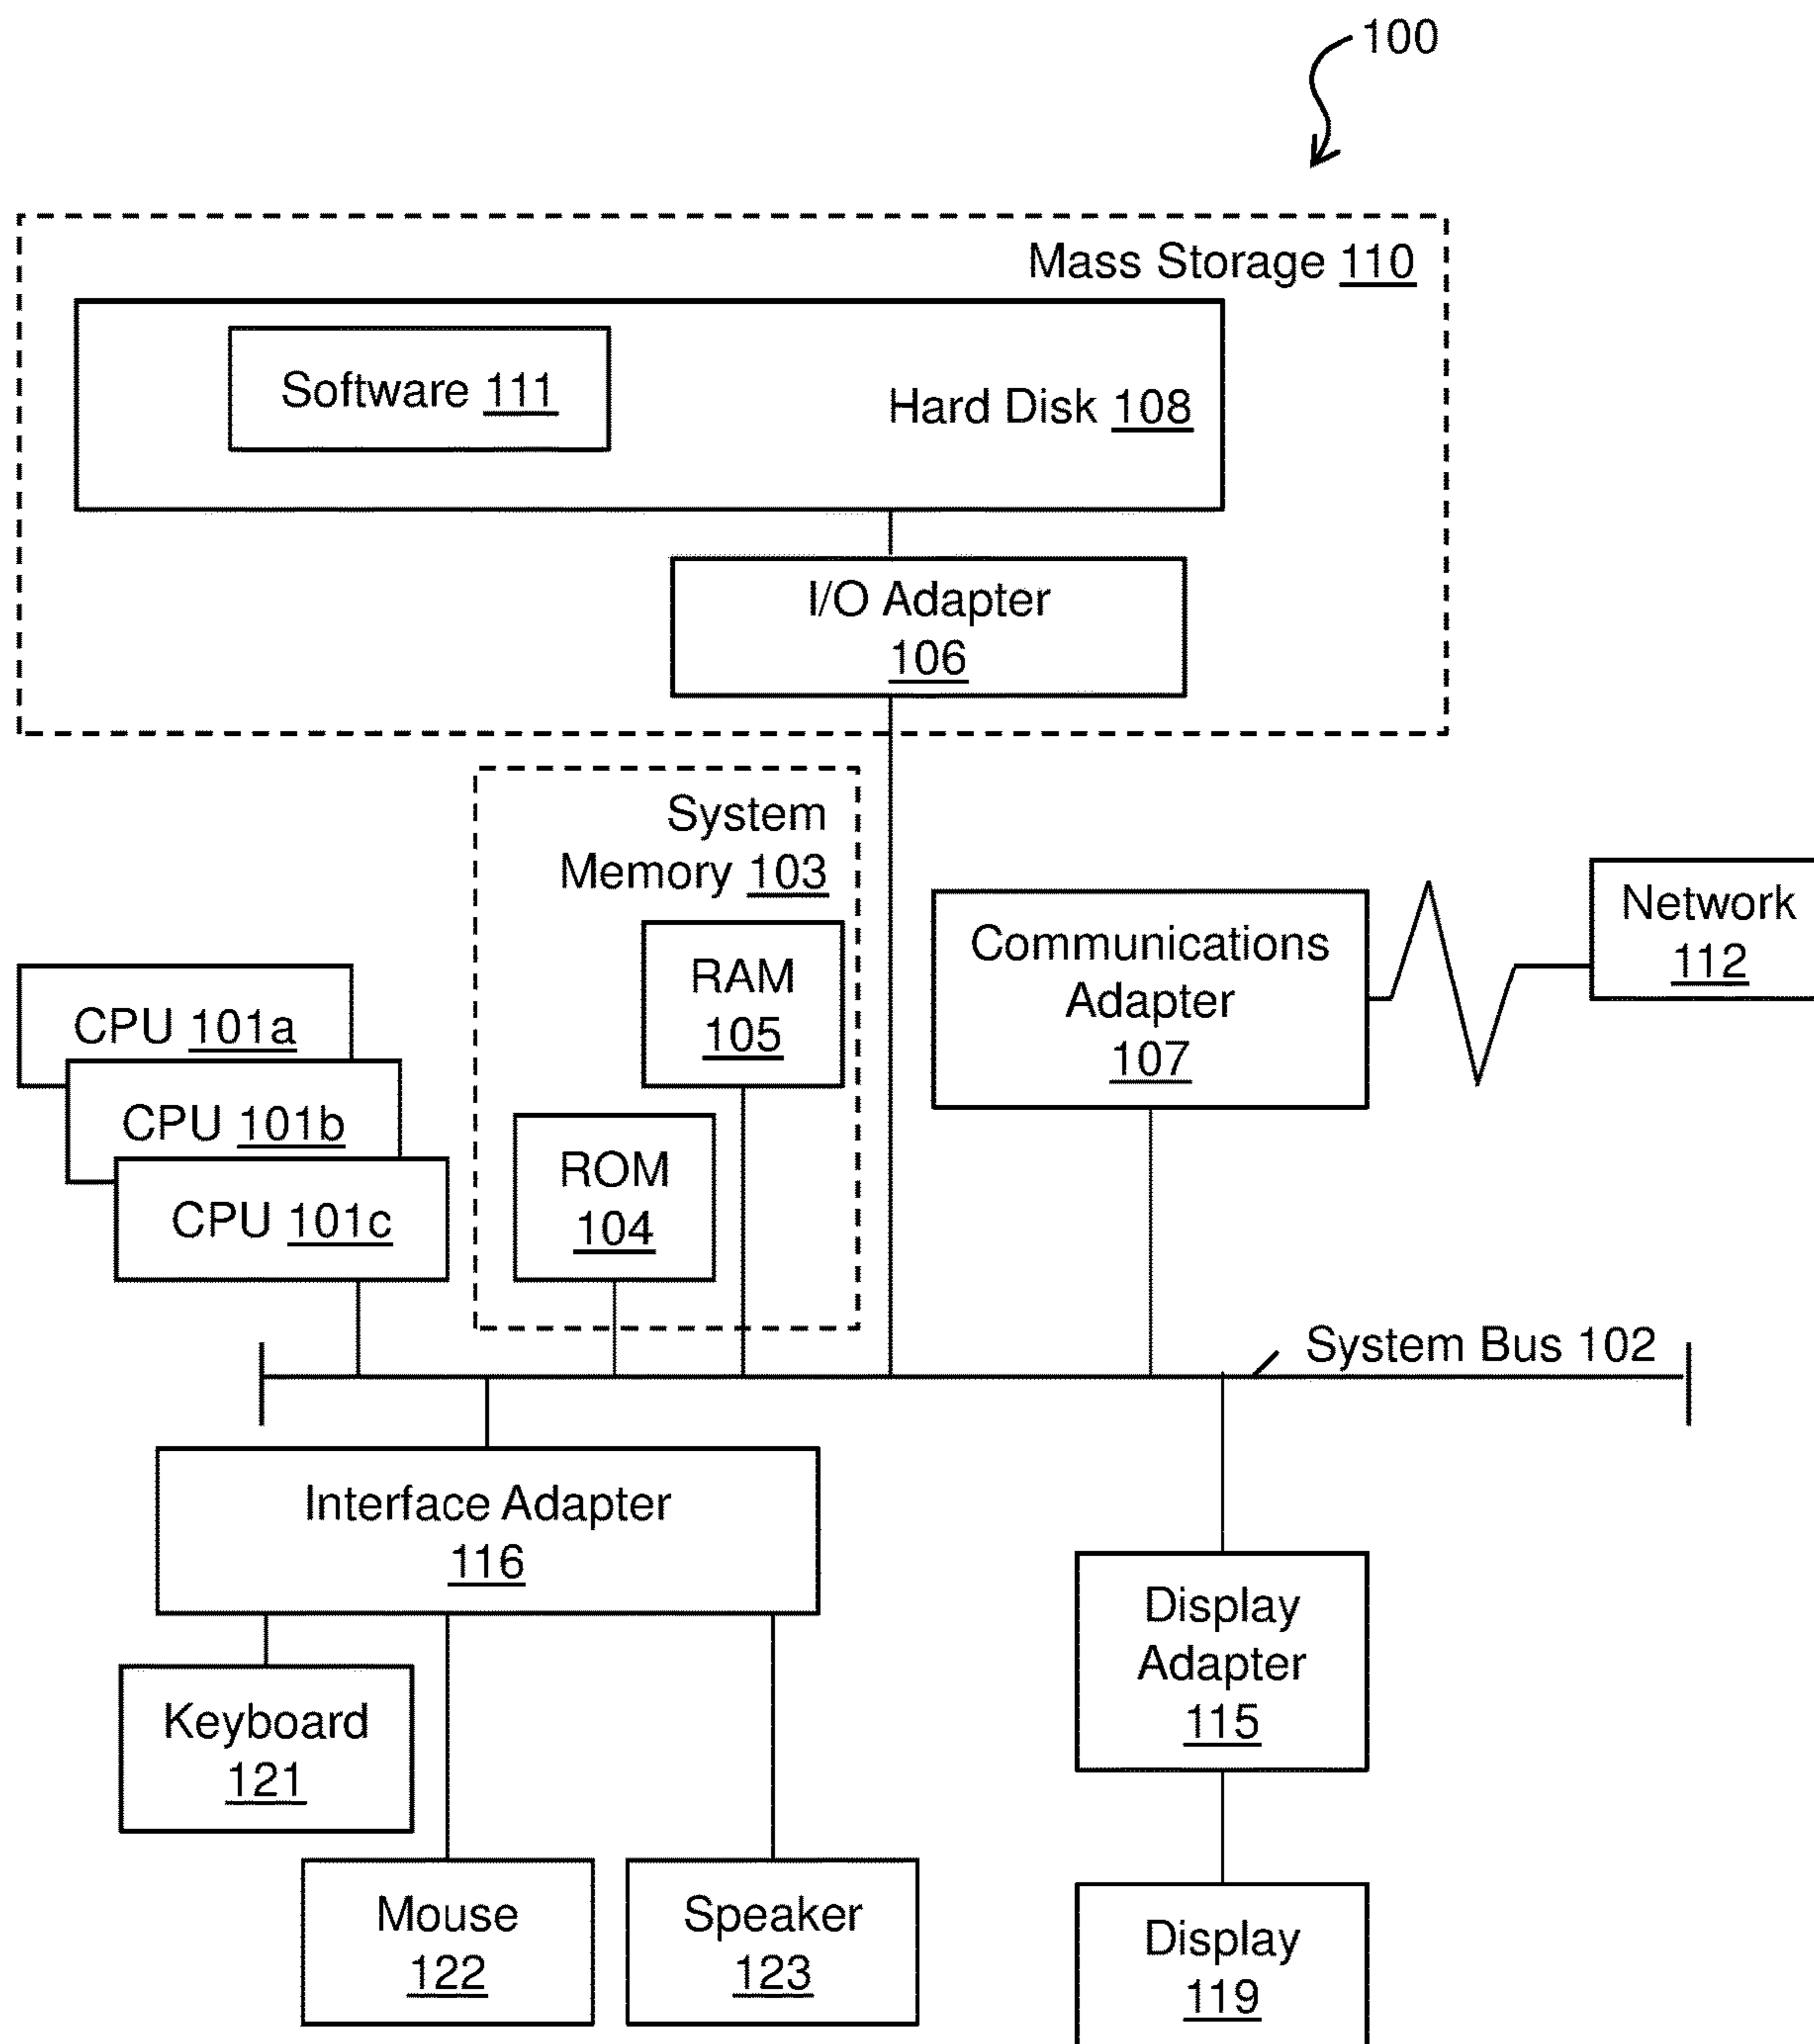 100
Mass Storage 110
Software 111
Hard Disk 108
I/O Adapter
106
System
Memory 103
RAM
105
ROM
104
Communications
Adapter
107
Network
112
CPU 101a
CPU 101b
CPU 101c
System Bus 102
Interface Adapter
116
Keyboard
121
Mouse
122
Speaker
123
Display
Adapter
115
Display
119